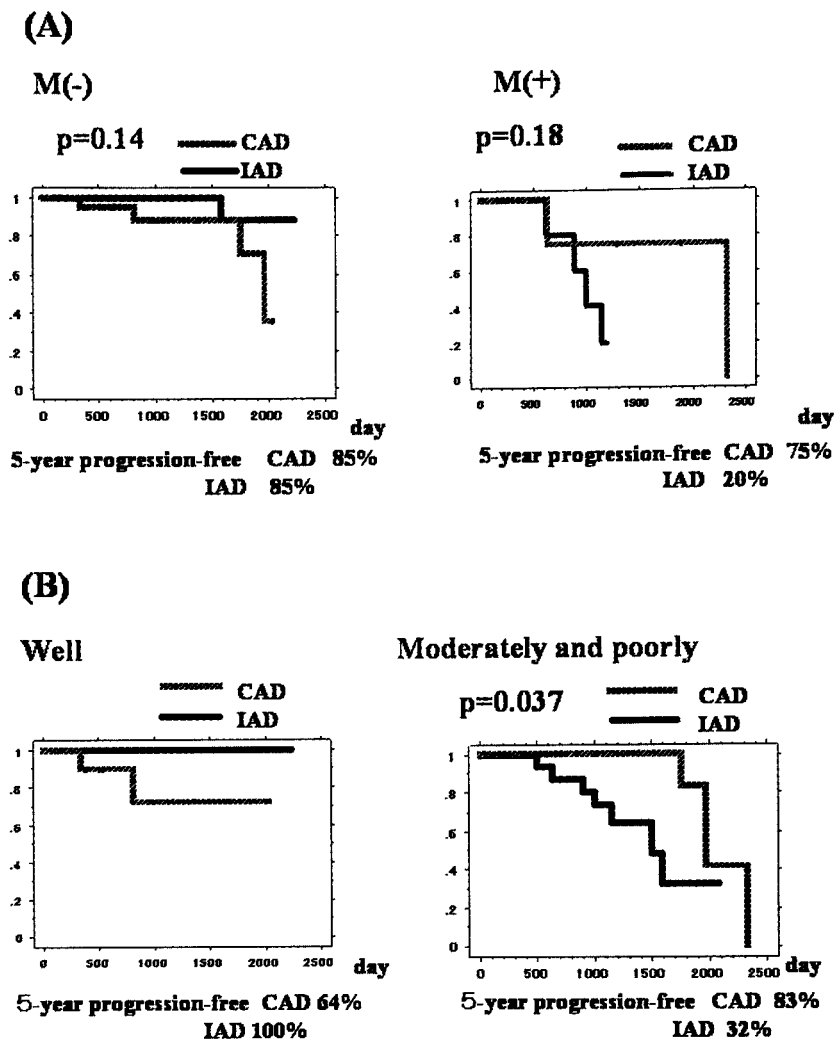 (A)
M(-)
p=0.14 CAD
IAD
1
.8
.6
.4
.2
0
0 500 1000 1500 2000 2500
day
5-year progression-free CAD 85%
IAD 85%
M(+)
p=0.18 CAD
IAD
1
.8
.6
.4
.2
0
0 500 1000 1500 2000 2500
day
5-year progression-free CAD 75%
IAD 20%
(B)
Well
CAD
IAD
1
.8
.6
.4
.2
0
0 500 1000 1500 2000 2500
day
5-year progression-free CAD 64%
IAD 100%
Moderately and poorly
p=0.037 CAD
IAD
1
.8
.6
.4
.2
0
0 500 1000 1500 2000 2500
day
5-year progression-free CAD 83%
IAD 32%